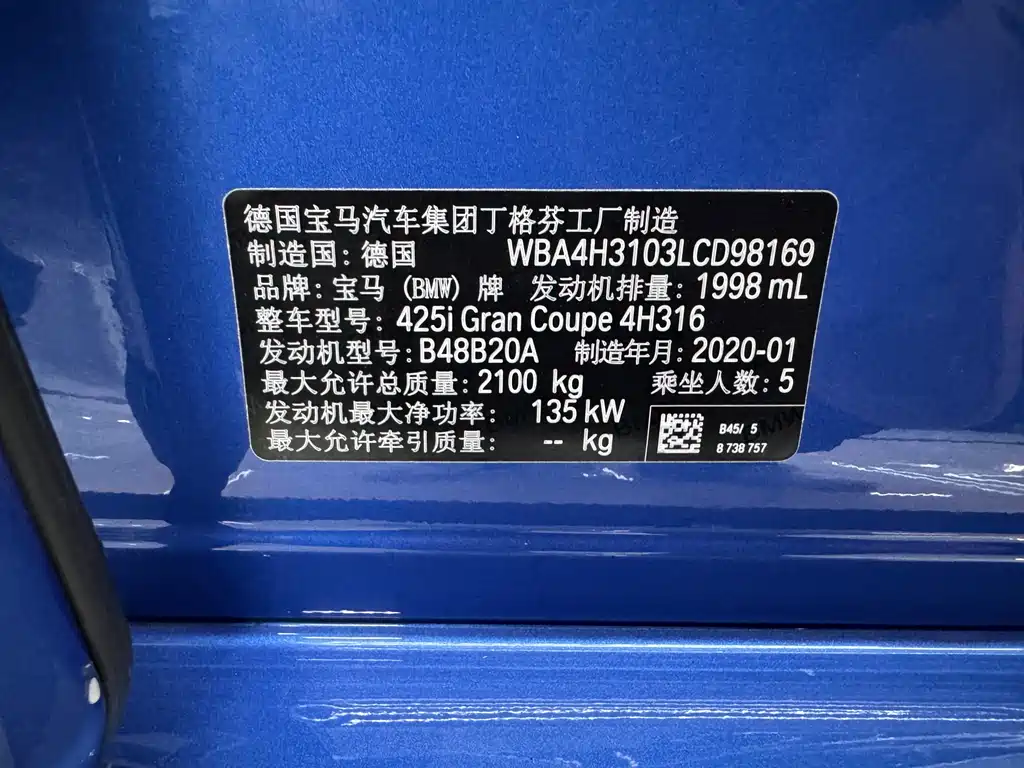 德国宝马汽车集团丁格芬工厂制造
制造国: 德国 WBA4H3103LCD98169
品牌: 宝马 (BMW) 牌 发动机排量: 1998 mL
整车型号: 425i Gran Coupe 4H316
发动机型号: B48B20A 制造年月: 2020-01
最大允许总质量: 2100 kg 乘坐人数: 5
发动机最大净功率: 135 kW
最大允许牵引质量: -- kg
B45/ 5
8 738 757